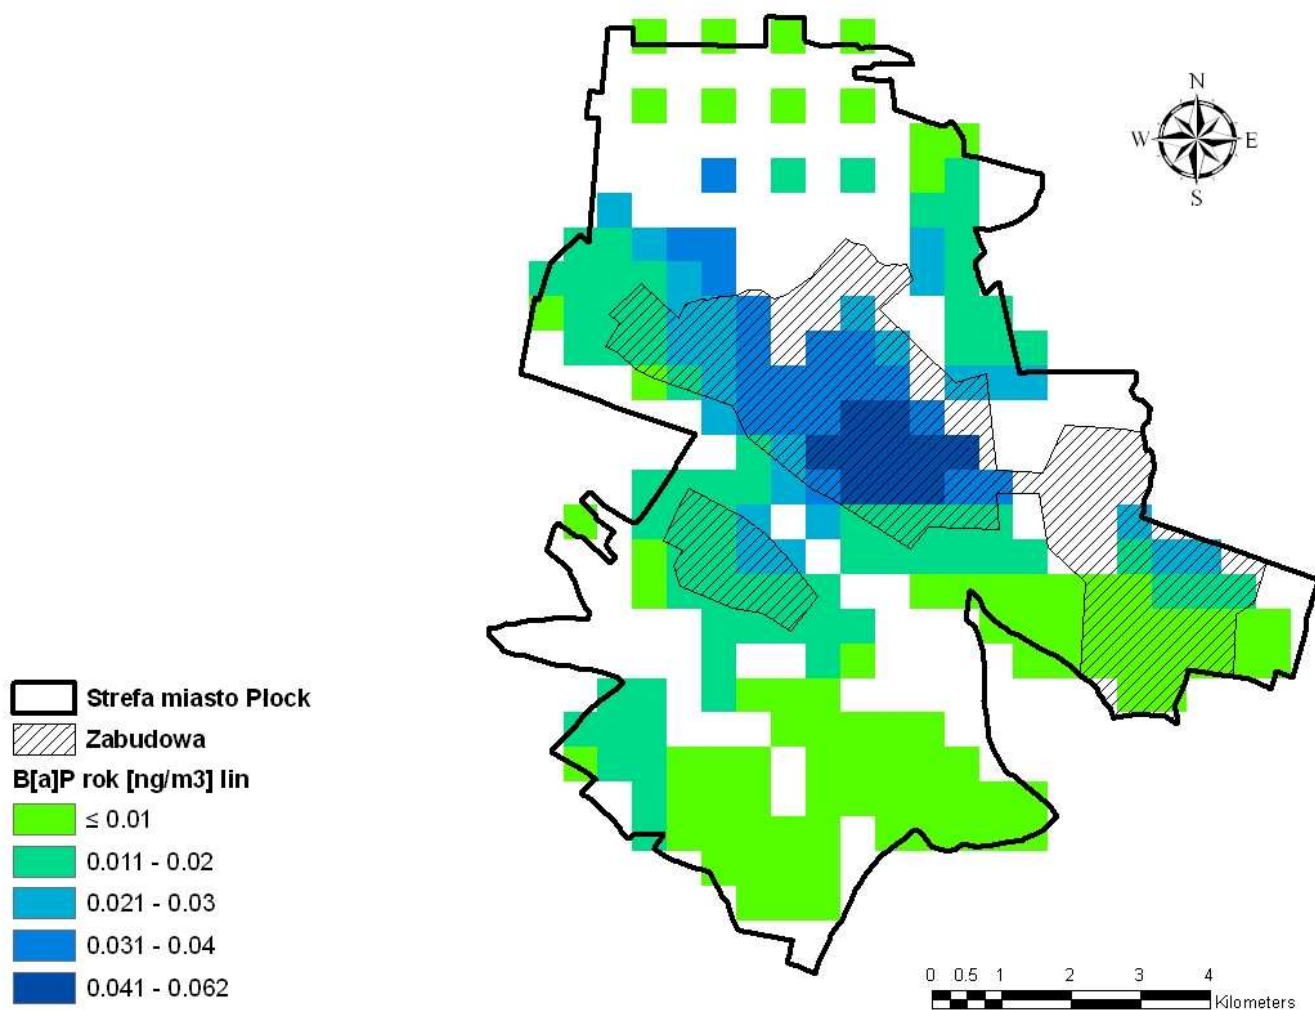 N
W
E
S
Strefa miasto Płock
Zabudowa
B[a]P rok [ng/m3] lin
≤ 0.01
0.011 - 0.02
0.021 - 0.03
0.031 - 0.04
0.041 - 0.062
0 0.5 1 2 3 4
Kilometers